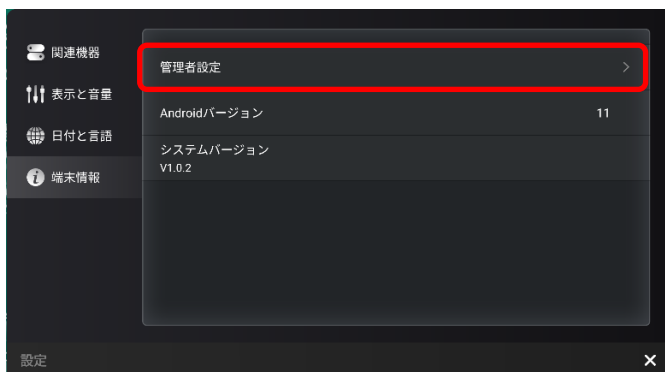 関連機器
表示と音量
日付と言語
端末情報
管理者設定
Androidバージョン 11
システムバージョン
V1.0.2
設定